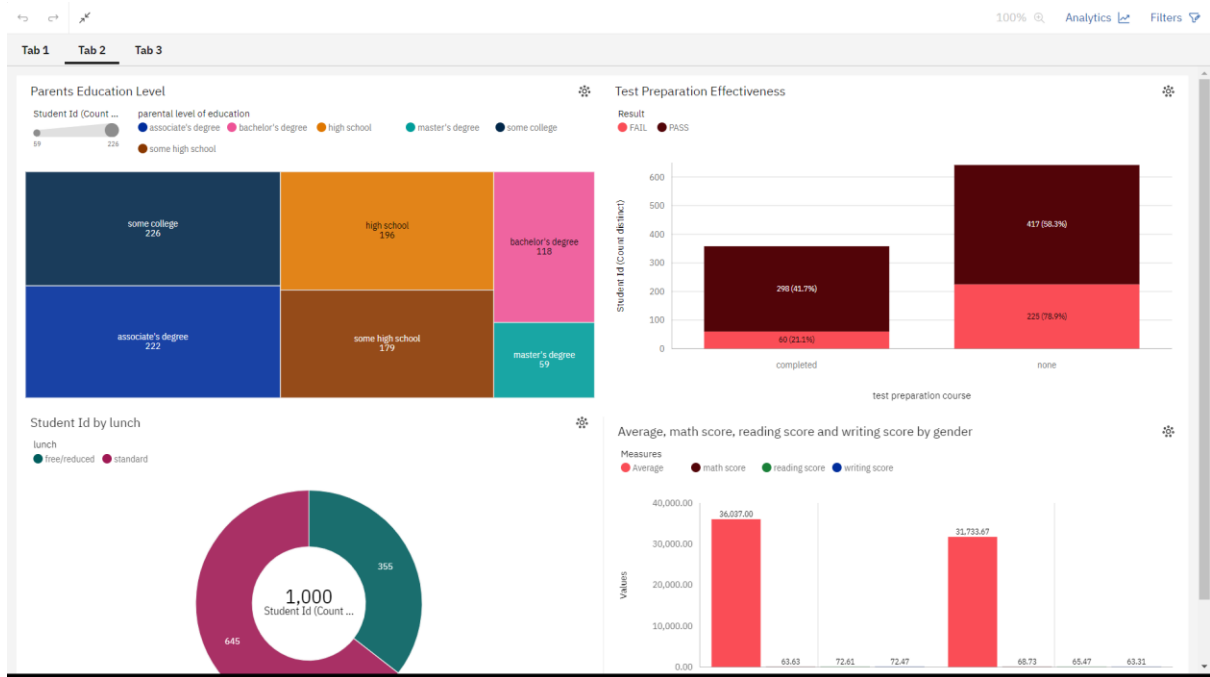 100% Analytics Filters
Tab 1 Tab 2 Tab 3
Parents Education Level
Student Id (Count ...
59 226
parental level of education
associate's degree bachelor's degree high school master's degree some college
some high school
some college
226
high school
196
bachelor's degree
118
associate's degree
222
some high school
179
master's degree
59
Test Preparation Effectiveness
Result
FAIL PASS
Student Id (Count distinct)
600
500
400
300
200
100
0
298 (41.7%)
60 (21.1%)
417 (58.3%)
225 (78.9%)
completed none
test preparation course
Student Id by lunch
lunch
free/reduced standard
355
1,000
Student Id (Count ...
645
Average, math score, reading score and writing score by gender
Measures
Average math score reading score writing score
Values
40,000.00
30,000.00
20,000.00
10,000.00
0.00
36,037.00
63.63 72.61 72.47
31,733.67
68.73 65.47 63.31